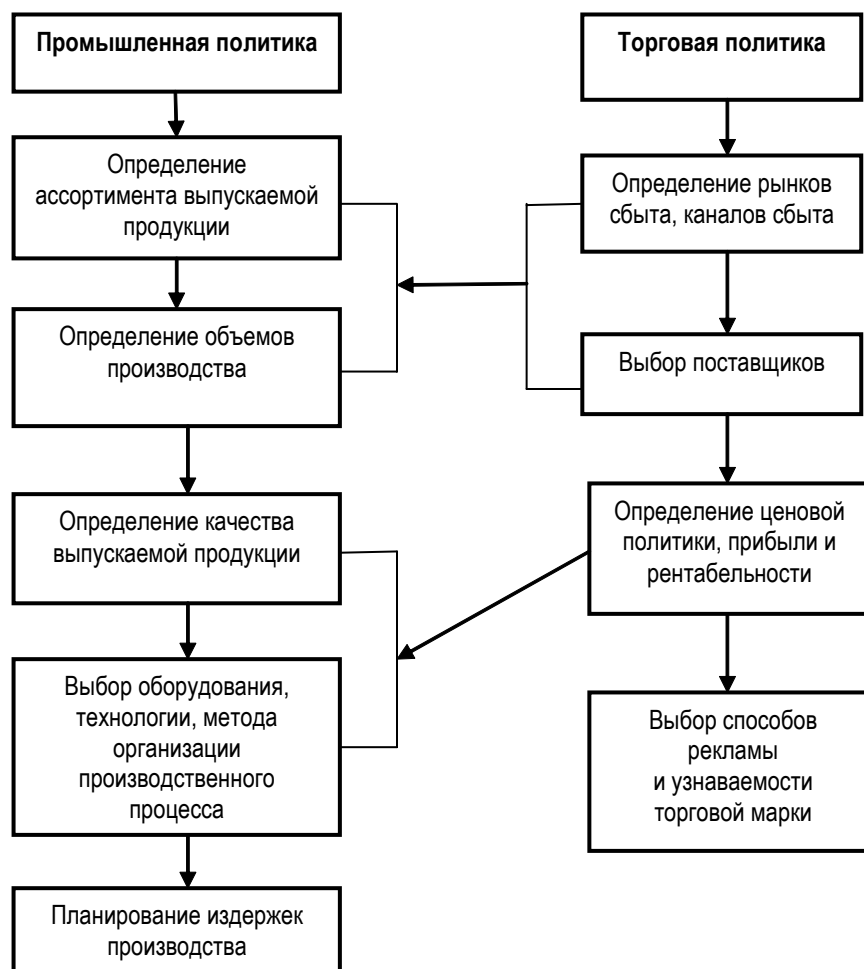 Промышленная политика
Определение
ассортимента выпускаемой
продукции
Определение объемов
производства
Определение качества
выпускаемой продукции
Выбор оборудования,
технологии, метода
организации
производственного
процесса
Планирование издержек
производства
Торговая политика
Определение рынков
сбыта, каналов сбыта
Выбор поставщиков
Определение ценовой
политики, прибыли и
рентабельности
Выбор способов
рекламы
и узнаваемости
торговой марки